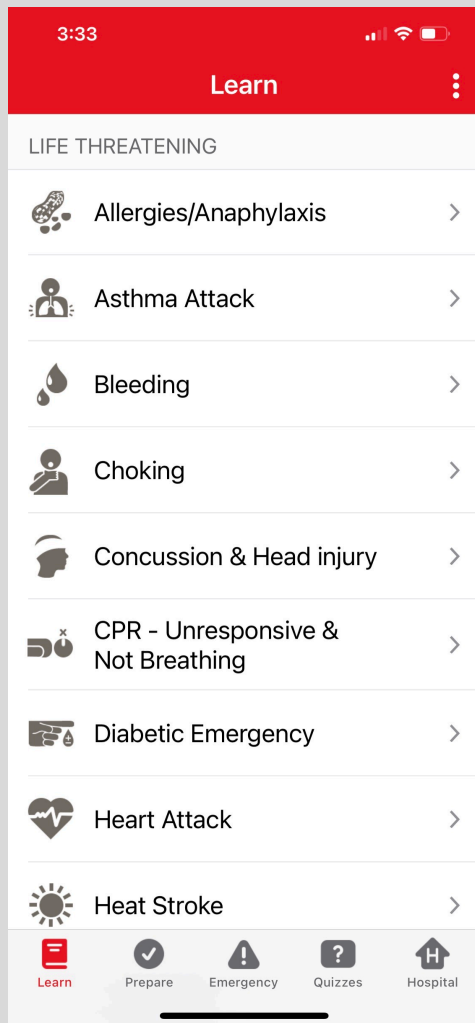 3:33
Learn
LIFE THREATENING
Allergies/Anaphylaxis
Asthma Attack
Bleeding
Choking
Concussion & Head injury
CPR - Unresponsive &
Not Breathing
Diabetic Emergency
Heart Attack
Heat Stroke
Learn
Prepare
Emergency
Quizzes
Hospital